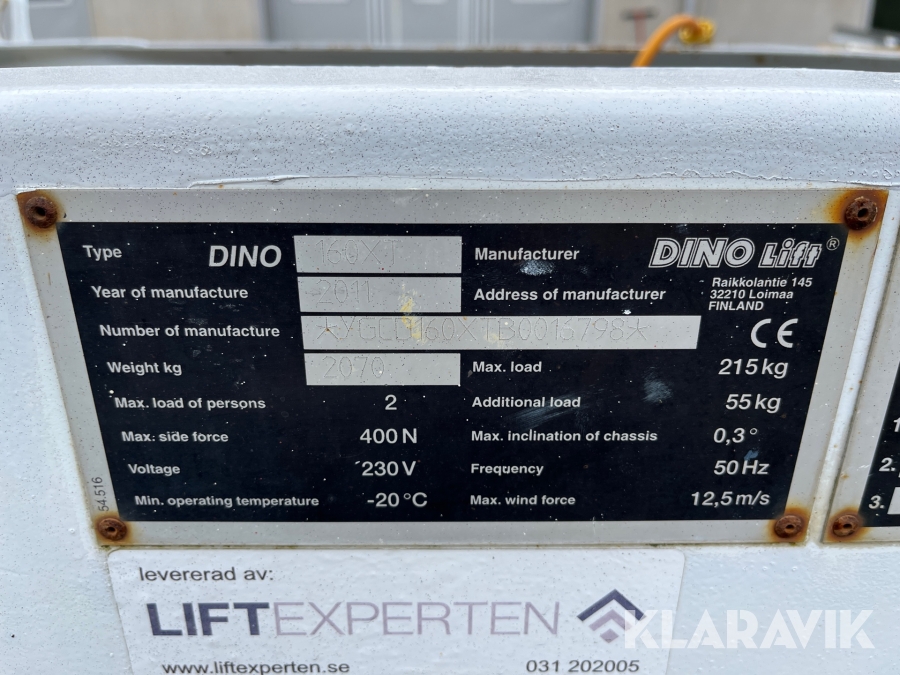 Type DINO 160XT Manufacturer DINO Lift®
Year of manufacture 2011 Address of manufacturer Raikkolantie 145
32210 Loimaa
FINLAND
Number of manufacture *YGCD160XTB0016798* CE
Weight kg 2070 Max. load 215 kg
Max. load of persons 2 Additional load 55 kg
Max. side force 400 N Max. inclination of chassis 0,3°
Voltage 230 V Frequency 50 Hz
Min. operating temperature -20 °C Max. wind force 12,5 m/s
54.516
1.
2.
3.
levererad av:
LIFTEXPERTEN
www.liftexperten.se 031 202005
KLARAVIK